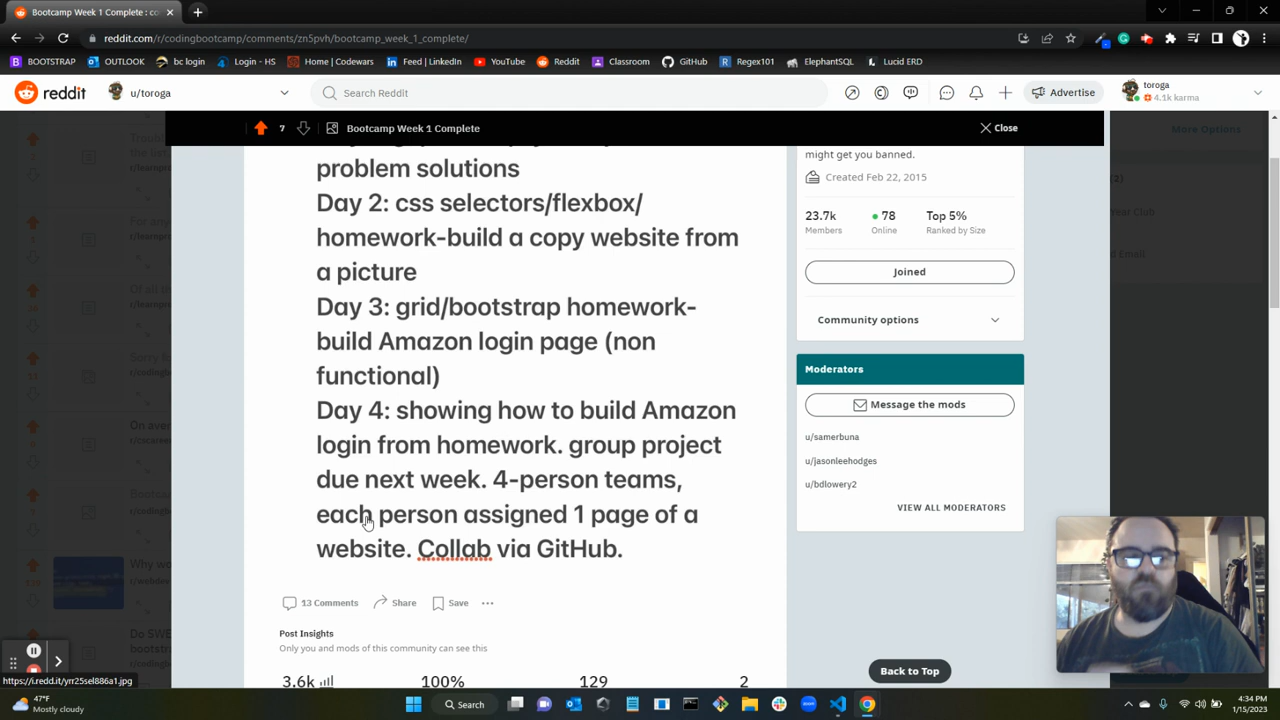 Bootcamp Week 1 Complete : co
reddit.com/r/codingbootcamp/comments/zn5pvh/bootcamp_week_1_complete/
BOOTSTRAP
OUTLOOK
bc login
Login - HS
Home | Codewars
Feed | LinkedIn
YouTube
Reddit
Classroom
GitHub
Regex101
ElephantSQL
Lucid ERD
reddit
u/toroga
Search Reddit
Advertise
toroga
4.1k karma
7
Bootcamp Week 1 Complete
Close
More Options
problem solutions
Day 2: css selectors/flexbox/
homework-build a copy website from
a picture
Day 3: grid/bootstrap homework-
build Amazon login page (non
functional)
Day 4: showing how to build Amazon
login from homework. group project
due next week. 4-person teams,
each person assigned 1 page of a
website. Collab via GitHub.
13 Comments
Share
Save
Post Insights
Only you and mods of this community can see this
3.6k
100%
129
2
might get you banned.
Created Feb 22, 2015
23.7k
78
Top 5%
Members
Online
Ranked by Size
Joined
Community options
Moderators
Message the mods
u/samerbuna
u/jasonleehodges
u/bdlowery2
VIEW ALL MODERATORS
Back to Top
https://i.redd.it/yrr25sel886a1.jpg
47°F
Mostly cloudy
Search
4:34 PM
1/15/2023